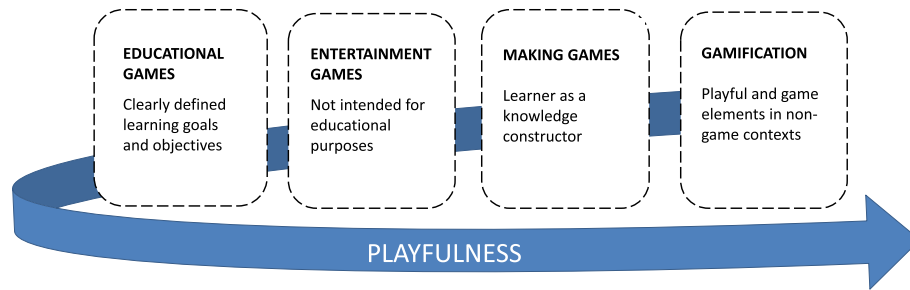 EDUCATIONAL
GAMES
Clearly defined
learning goals
and objectives
ENTERTAINMENT
GAMES
Not intended for
educational
purposes
MAKING GAMES
Learner as a
knowledge
constructor
GAMIFICATION
Playful and game
elements in non-
game contexts
PLAYFULNESS